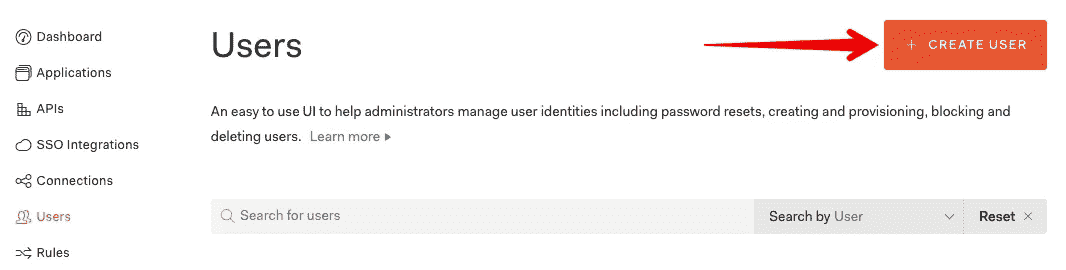 Dashboard
Applications
APIs
SSO Integrations
Connections
Users
Rules
Users
+ CREATE USER
An easy to use UI to help administrators manage user identities including password resets, creating and provisioning, blocking and
deleting users. Learn more
Search for users
Search by User
Reset ×